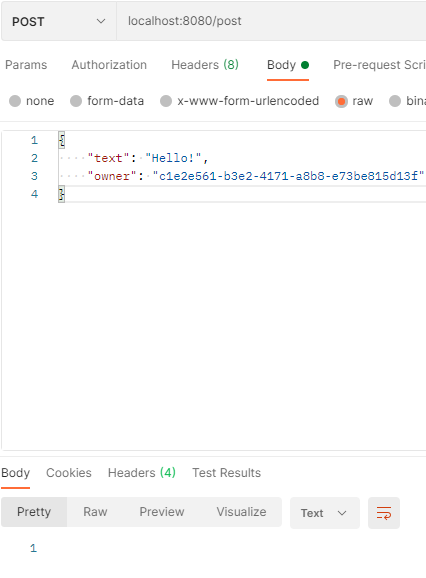 POST localhost:8080/post
Params Authorization Headers (8) Body Pre-request Scri
none form-data x-www-form-urlencoded raw bina
1 {
2 "text": "Hello!",
3 "owner": "c1e2e561-b3e2-4171-a8b8-e73be815d13f"
4 }
Body Cookies Headers (4) Test Results
Pretty Raw Preview Visualize Text
1